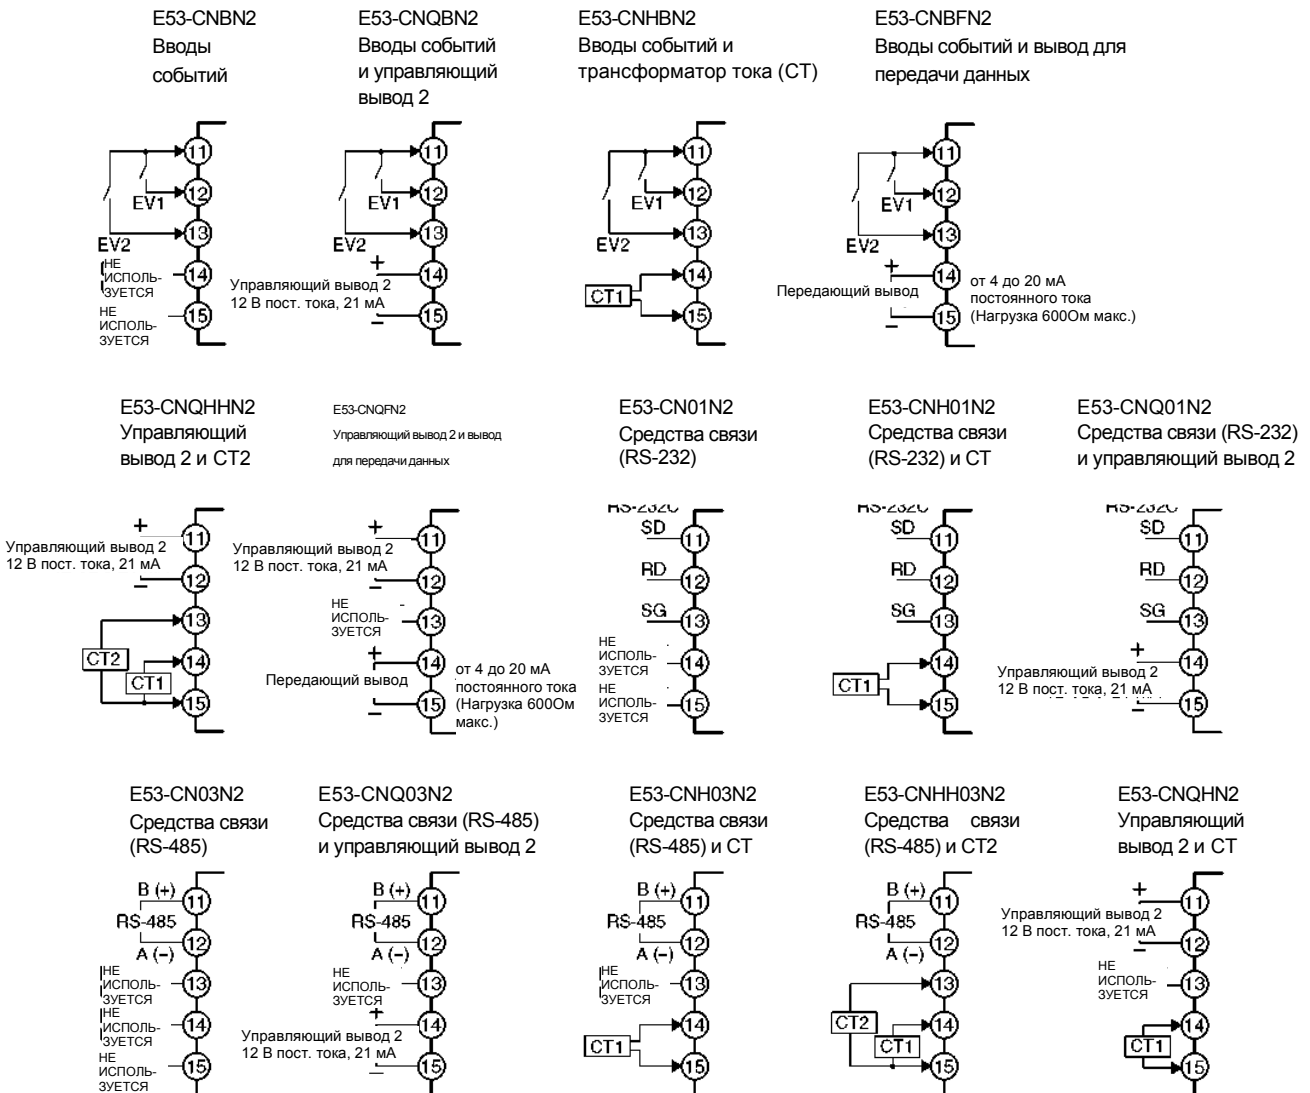 E53-CNBN2
Вводы
событий
11
12
EV1
13
EV2
НЕ
ИСПОЛЬ-
ЗУЕТСЯ
14
НЕ
ИСПОЛЬ-
ЗУЕТСЯ
15
E53-CNQBN2
Вводы событий
и управляющий
вывод 2
11
12
EV1
13
EV2
+
14
Управляющий вывод 2
12 В пост. тока, 21 мА
–
15
E53-CNHBN2
Вводы событий и
трансформатор тока (СТ)
11
12
EV1
13
EV2
14
CT1
15
E53-CNBFN2
Вводы событий и вывод для
передачи данных
11
12
EV1
13
EV2
+
14
Передающий вывод
–
15
от 4 до 20 мА
постоянного тока
(Нагрузка 600Ом макс.)
E53-CNQHHN2
Управляющий
вывод 2 и СТ2
+
11
Управляющий вывод 2
12 В пост. тока, 21 мА
–
12
13
CT2
14
CT1
15
E53-CNQFN2
Управляющий вывод 2 и вывод
для передачи данных
+
11
Управляющий вывод 2
12 В пост. тока, 21 мА
–
12
НЕ
ИСПОЛЬ-
ЗУЕТСЯ
13
+
14
Передающий вывод
–
15
от 4 до 20 мА
постоянного тока
(Нагрузка 600Ом
макс.)
E53-CN01N2
Средства связи
(RS-232)
RS-232C
SD
11
RD
12
SG
13
НЕ
ИСПОЛЬ-
ЗУЕТСЯ
14
НЕ
ИСПОЛЬ-
ЗУЕТСЯ
15
E53-CNH01N2
Средства связи
(RS-232) и СТ
RS-232C
SD
11
RD
12
SG
13
14
CT1
15
E53-CNQ01N2
Средства связи (RS-232)
и управляющий вывод 2
RS-232C
SD
11
RD
12
SG
13
+
14
Управляющий вывод 2
12 В пост. тока, 21 мА
–
15
E53-CN03N2
Средства связи
(RS-485)
B (+)
11
RS-485
12
A (–)
НЕ
ИСПОЛЬ-
ЗУЕТСЯ
13
НЕ
ИСПОЛЬ-
ЗУЕТСЯ
14
НЕ
ИСПОЛЬ-
ЗУЕТСЯ
15
E53-CNQ03N2
Средства связи (RS-485)
и управляющий вывод 2
B (+)
11
RS-485
12
A (–)
НЕ
ИСПОЛЬ-
ЗУЕТСЯ
13
+
14
Управляющий вывод 2
12 В пост. тока, 21 мА
–
15
E53-CNH03N2
Средства связи
(RS-485) и СТ
B (+)
11
RS-485
12
A (–)
НЕ
ИСПОЛЬ-
ЗУЕТСЯ
13
14
CT1
15
E53-CNHH03N2
Средства связи
(RS-485) и СТ2
B (+)
11
RS-485
12
A (–)
13
CT2
14
CT1
15
E53-CNQHN2
Управляющий
вывод 2 и СТ
+
11
Управляющий вывод 2
12 В пост. тока, 21 мА
–
12
НЕ
ИСПОЛЬ-
ЗУЕТСЯ
13
14
CT1
15